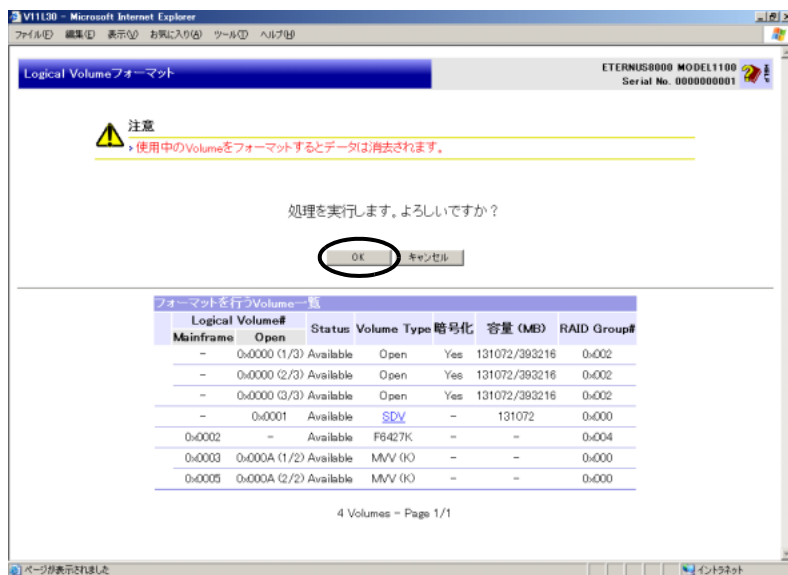 V11L30 - Microsoft Internet Explorer
ファイル(F) 編集(E) 表示(V) お気に入り(A) ツール(T) ヘルプ(H)
Logical Volumeフォーマット
ETERNUS8000 MODEL1100
Serial No. 0000000001
HELP
注意
使用中のVolumeをフォーマットするとデータは消去されます。
処理を実行します。よろしいですか？
OK キャンセル
フォーマットを行うVolume一覧
Logical Volume# Status Volume Type 暗号化 容量 (MB) RAID Group#
Mainframe Open
- 0x0000 (1/3) Available Open Yes 131072/393216 0x002
- 0x0000 (2/3) Available Open Yes 131072/393216 0x002
- 0x0000 (3/3) Available Open Yes 131072/393216 0x002
- 0x0001 Available SDV - 131072 0x000
0x0002 - Available F6427K - - 0x004
0x0003 0x000A (1/2) Available MVV (K) - - 0x000
0x0005 0x000A (2/2) Available MVV (K) - - 0x000
4 Volumes - Page 1/1
ページが表示されました イントラネット